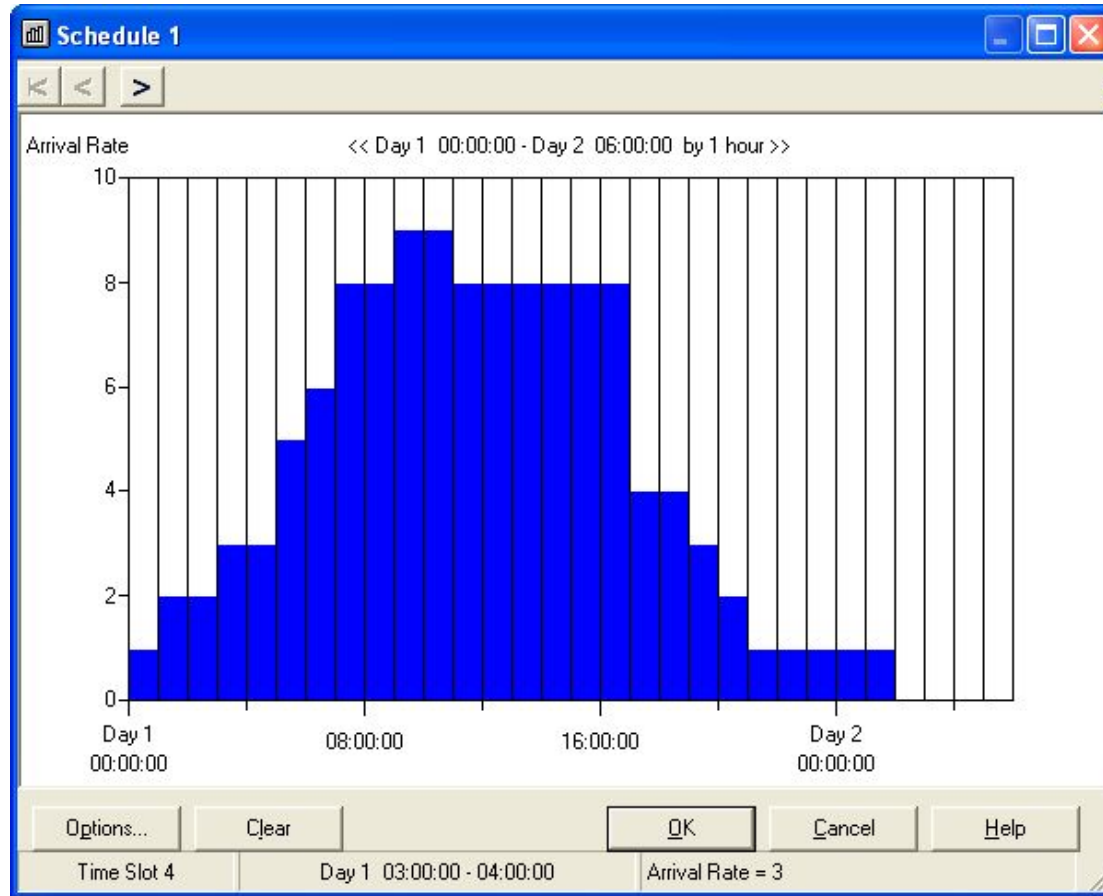 Schedule 1
Arrival Rate << Day 1 00:00:00 - Day 2 06:00:00 by 1 hour >>
10
8
6
4
2
0
Day 1 08:00:00 16:00:00 Day 2
00:00:00 00:00:00
Options... Clear OK Cancel Help
Time Slot 4 Day 1 03:00:00 - 04:00:00 Arrival Rate = 3